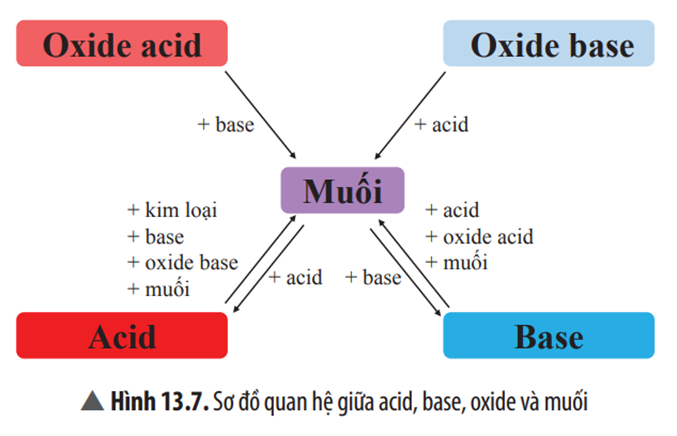 Oxide acid
Oxide base
+ base
+ acid
Muối
+ kim loại
+ base
+ oxide base
+ muối
+ acid
+ base
+ acid
+ oxide acid
+ muối
Acid
Base
▲ Hình 13.7. Sơ đồ quan hệ giữa acid, base, oxide và muối